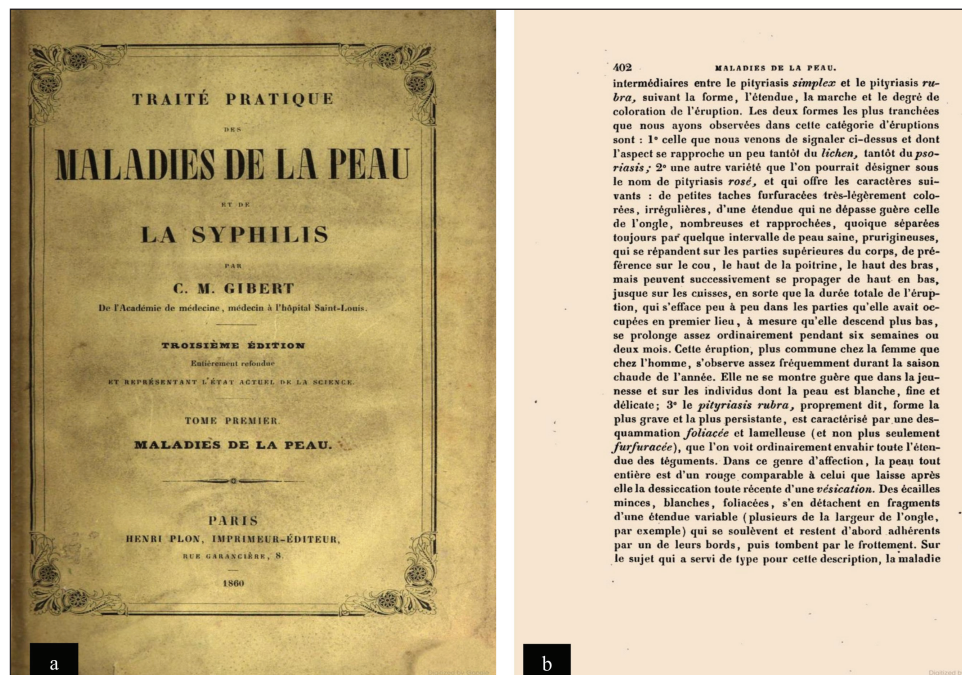 TRAITÉ PRATIQUE
DES
MALADIES DE LA PEAU
ET DE
LA SYPHILIS
PAR
C. M. GIBERT
De l'Académie de médecine, médecin à l'hôpital Saint-Louis.
TROISIÈME ÉDITION
Entièrement refondue
ET REPRÉSENTANT L'ÉTAT ACTUEL DE LA SCIENCE.
TOME PREMIER.
MALADIES DE LA PEAU.
PARIS
HENRI PLON, IMPRIMEUR-ÉDITEUR,
RUE GARANCIÈRE, 8.
1860
a
402 MALADIES DE LA PEAU.
intermédiaires entre le pityriasis simplex et le pityriasis ru-
bra, suivant la forme, l'étendue, la marche et le degré de
coloration de l'éruption. Les deux formes les plus tranchées
que nous ayons observées dans cette catégorie d'éruptions
sont : 1° celle que nous venons de signaler ci-dessus et dont
l'aspect se rapproche un peu tantôt du lichen, tantôt du pso-
riasis; 2° une autre variété que l'on pourrait désigner sous
le nom de pityriasis rosé, et qui offre les caractères sui-
vants : de petites taches furfuracées très-légèrement colo-
rées, irrégulières, d'une étendue qui ne dépasse guère celle
de l'ongle, nombreuses et rapprochées, quoique séparées
toujours par quelque intervalle de peau saine, prurigineuses,
qui se répandent sur les parties supérieures du corps, de pré-
férence sur le cou, le haut de la poitrine, le haut des bras,
mais peuvent successivement se propager de haut en bas,
jusque sur les cuisses, en sorte que la durée totale de l'érup-
tion, qui s'efface peu à peu dans les parties qu'elle avait oc-
cupées en premier lieu, à mesure qu'elle descend plus bas,
se prolonge assez ordinairement pendant six semaines ou
deux mois. Cette éruption, plus commune chez la femme que
chez l'homme, s'observe assez fréquemment durant la saison
chaude de l'année. Elle ne se montre guère que dans la jeu-
nesse et sur les individus dont la peau est blanche, fine et
délicate; 3° le pityriasis rubra, proprement dit, forme la
plus grave et la plus persistante, est caractérisé par une des-
quammation foliacée et lamelleuse (et non plus seulement
furfuracée), que l'on voit ordinairement envahir toute l'éten-
due des téguments. Dans ce genre d'affection, la peau tout
entière est d'un rouge comparable à celui que laisse après
elle la dessiccation toute récente d'une vésication. Des écailles
minces, blanches, foliacées, s'en détachent en fragments
d'une étendue variable (plusieurs de la largeur de l'ongle,
par exemple) qui se soulèvent et restent d'abord adhérents
par un de leurs bords, puis tombent par le frottement. Sur
le sujet qui a servi de type pour cette description, la maladie
b